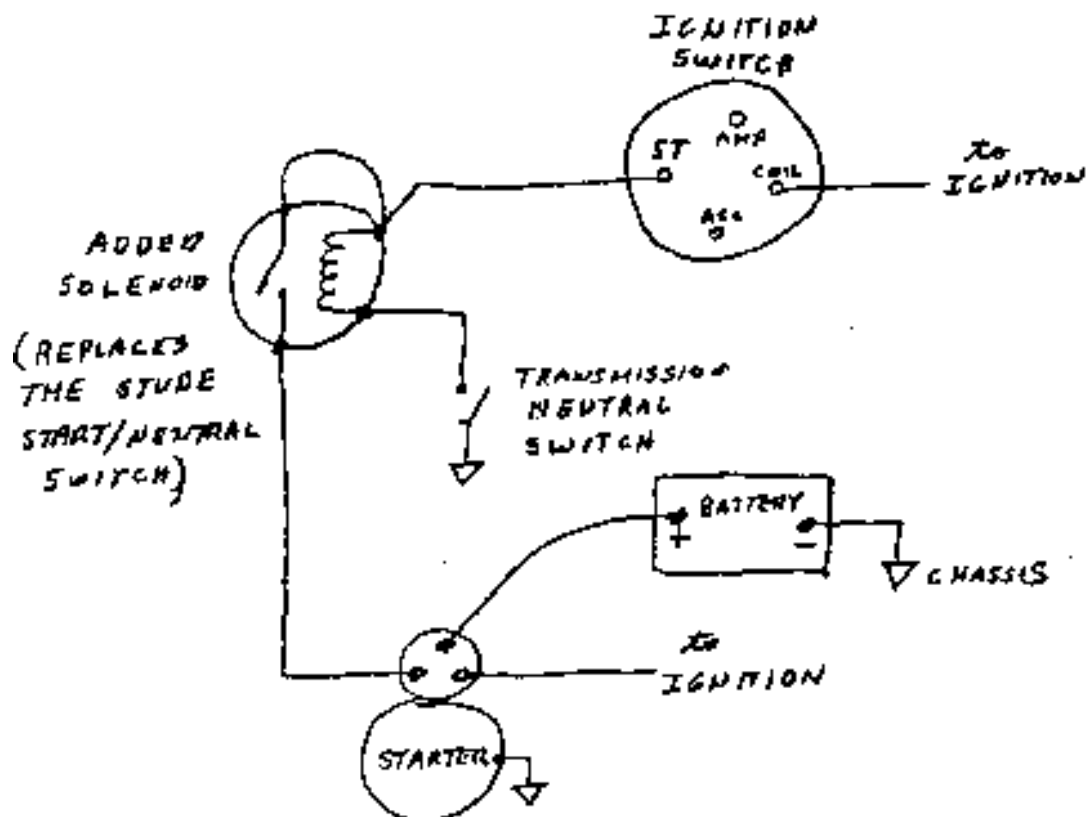 IGNITION
SWITCH
AMP
ST
COIL
ACC
to
IGNITION
ADDED
SOLENOID
(REPLACES
THE STUDE
START/NEUTRAL
SWITCH)
TRANSMISSION
NEUTRAL
SWITCH
BATTERY
+
-
CHASSIS
to
IGNITION
STARTER